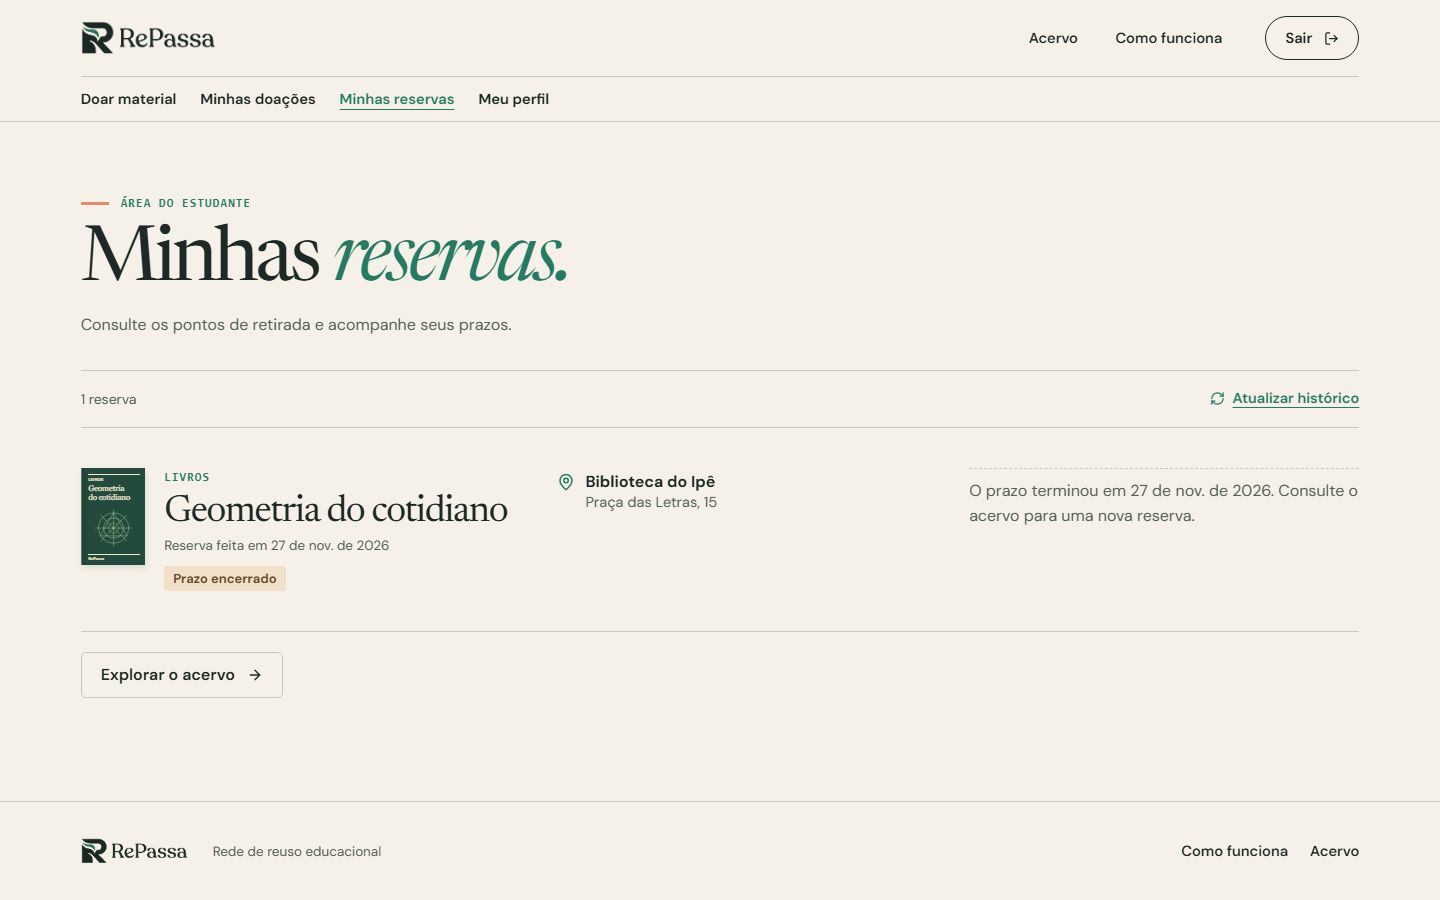 RePassa
Acervo
Como funciona
Sair
Doar material
Minhas doações
Minhas reservas
Meu perfil
ÁREA DO ESTUDANTE
Minhas reservas.
Consulte os pontos de retirada e acompanhe seus prazos.
1 reserva
Atualizar histórico
LIVROS
Geometria
do cotidiano
RePassa
LIVROS
Geometria do cotidiano
Reserva feita em 27 de nov. de 2026
Prazo encerrado
Biblioteca do Ipê
Praça das Letras, 15
O prazo terminou em 27 de nov. de 2026. Consulte o
acervo para uma nova reserva.
Explorar o acervo
RePassa
Rede de reuso educacional
Como funciona
Acervo